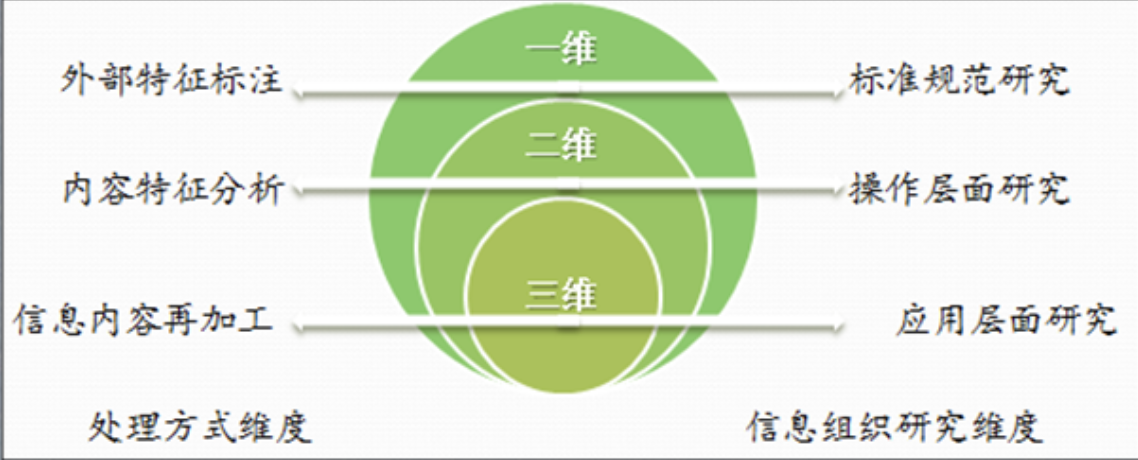 一维
外部特征标注
标准规范研究
二维
内容特征分析
操作层面研究
三维
信息内容再加工
应用层面研究
处理方式维度
信息组织研究维度